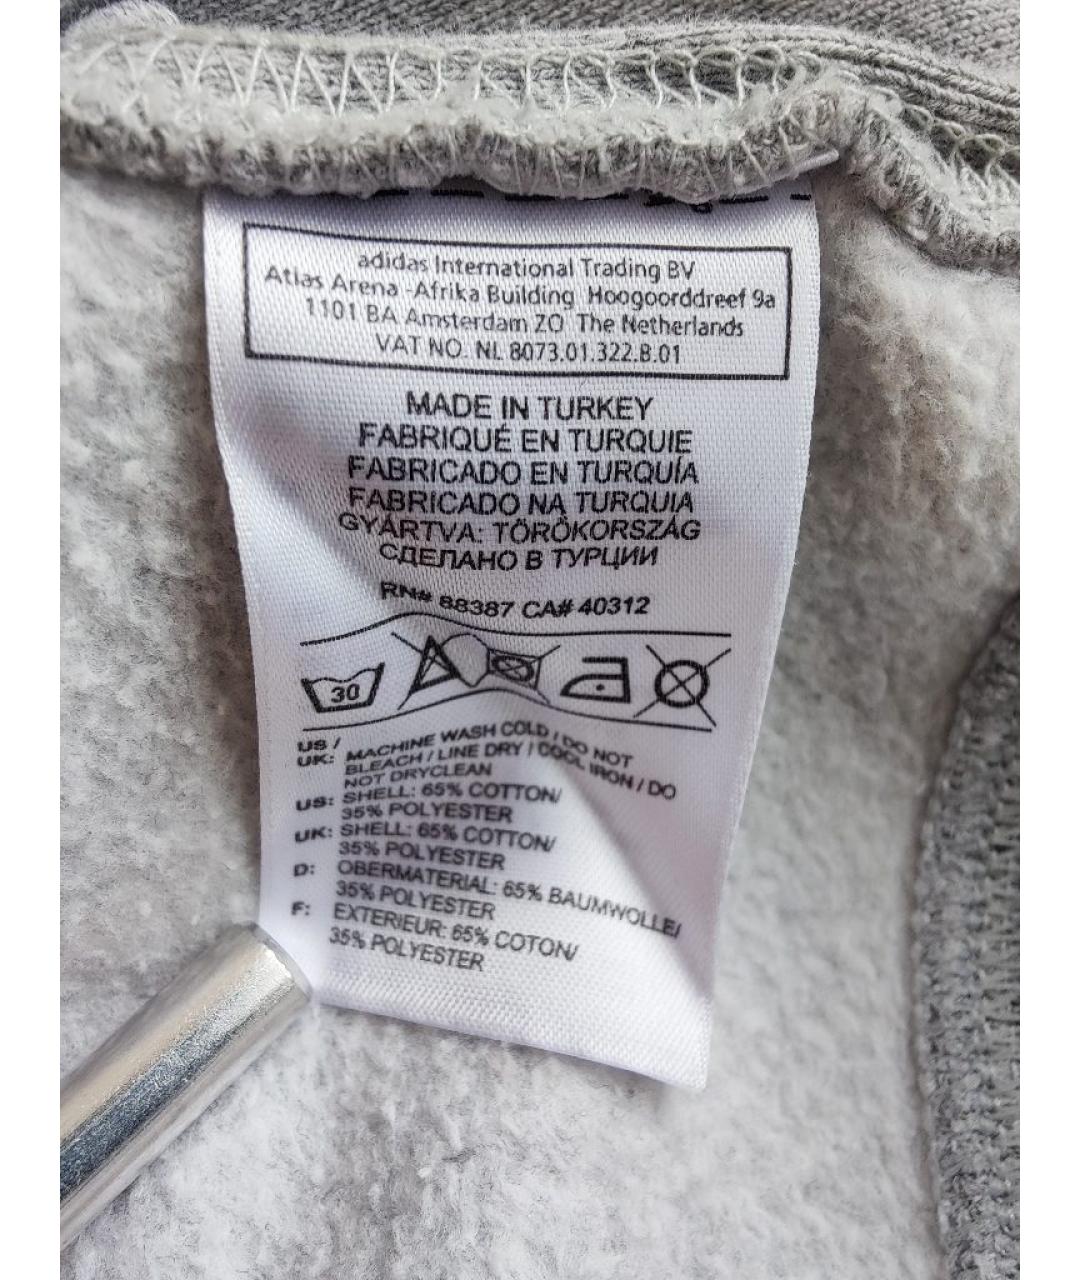 adidas International Trading BV
Atlas Arena -Afrika Building Hoogoorddreef 9a
1101 BA Amsterdam ZO The Netherlands
VAT NO. NL 8073.01.322.B.01
MADE IN TURKEY
FABRIQUÉ EN TURQUIE
FABRICADO EN TURQUÍA
FABRICADO NA TURQUIA
GYÁRTVA: TÖRÖKORSZÁG
СДЕЛАНО В ТУРЦИИ
RN# 88387 CA# 40312
30
US /
UK: MACHINE WASH COLD / DO NOT
BLEACH / LINE DRY / COOL IRON / DO
NOT DRYCLEAN
US: SHELL: 65% COTTON/
35% POLYESTER
UK: SHELL: 65% COTTON/
35% POLYESTER
D: OBERMATERIAL: 65% BAUMWOLLE/
35% POLYESTER
F: EXTERIEUR: 65% COTON/
35% POLYESTER